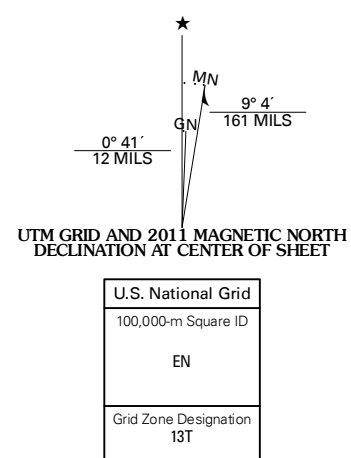 ★
MN
GN
9° 4´
161 MILS
0° 41´
12 MILS
UTM GRID AND 2011 MAGNETIC NORTH
DECLINATION AT CENTER OF SHEET
U.S. National Grid
100,000-m Square ID
EN
Grid Zone Designation
13T